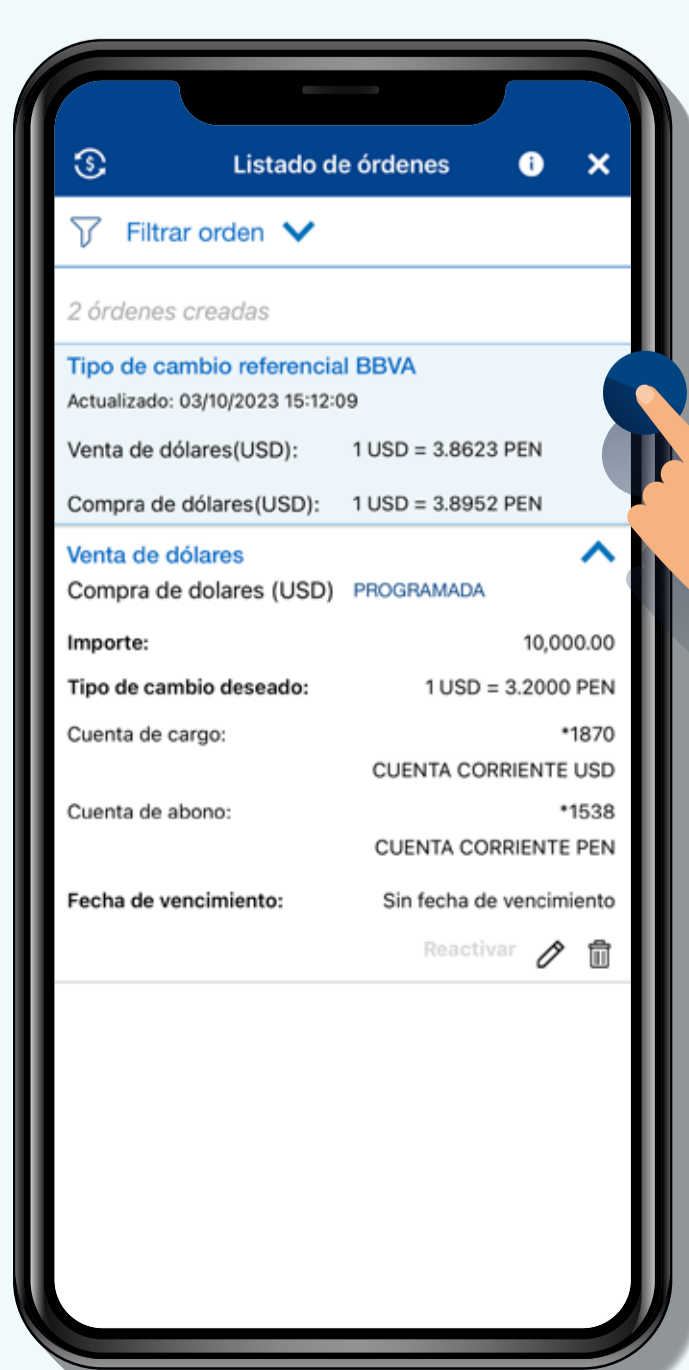 Listado de órdenes
Filtrar orden
2 órdenes creadas
Tipo de cambio referencial BBVA
Actualizado: 03/10/2023 15:12:09
Venta de dólares(USD): 1 USD = 3.8623 PEN
Compra de dólares(USD): 1 USD = 3.8952 PEN
Venta de dólares
Compra de dolares (USD) PROGRAMADA
Importe: 10,000.00
Tipo de cambio deseado: 1 USD = 3.2000 PEN
Cuenta de cargo: *1870
CUENTA CORRIENTE USD
Cuenta de abono: *1538
CUENTA CORRIENTE PEN
Fecha de vencimiento: Sin fecha de vencimiento
Reactivar